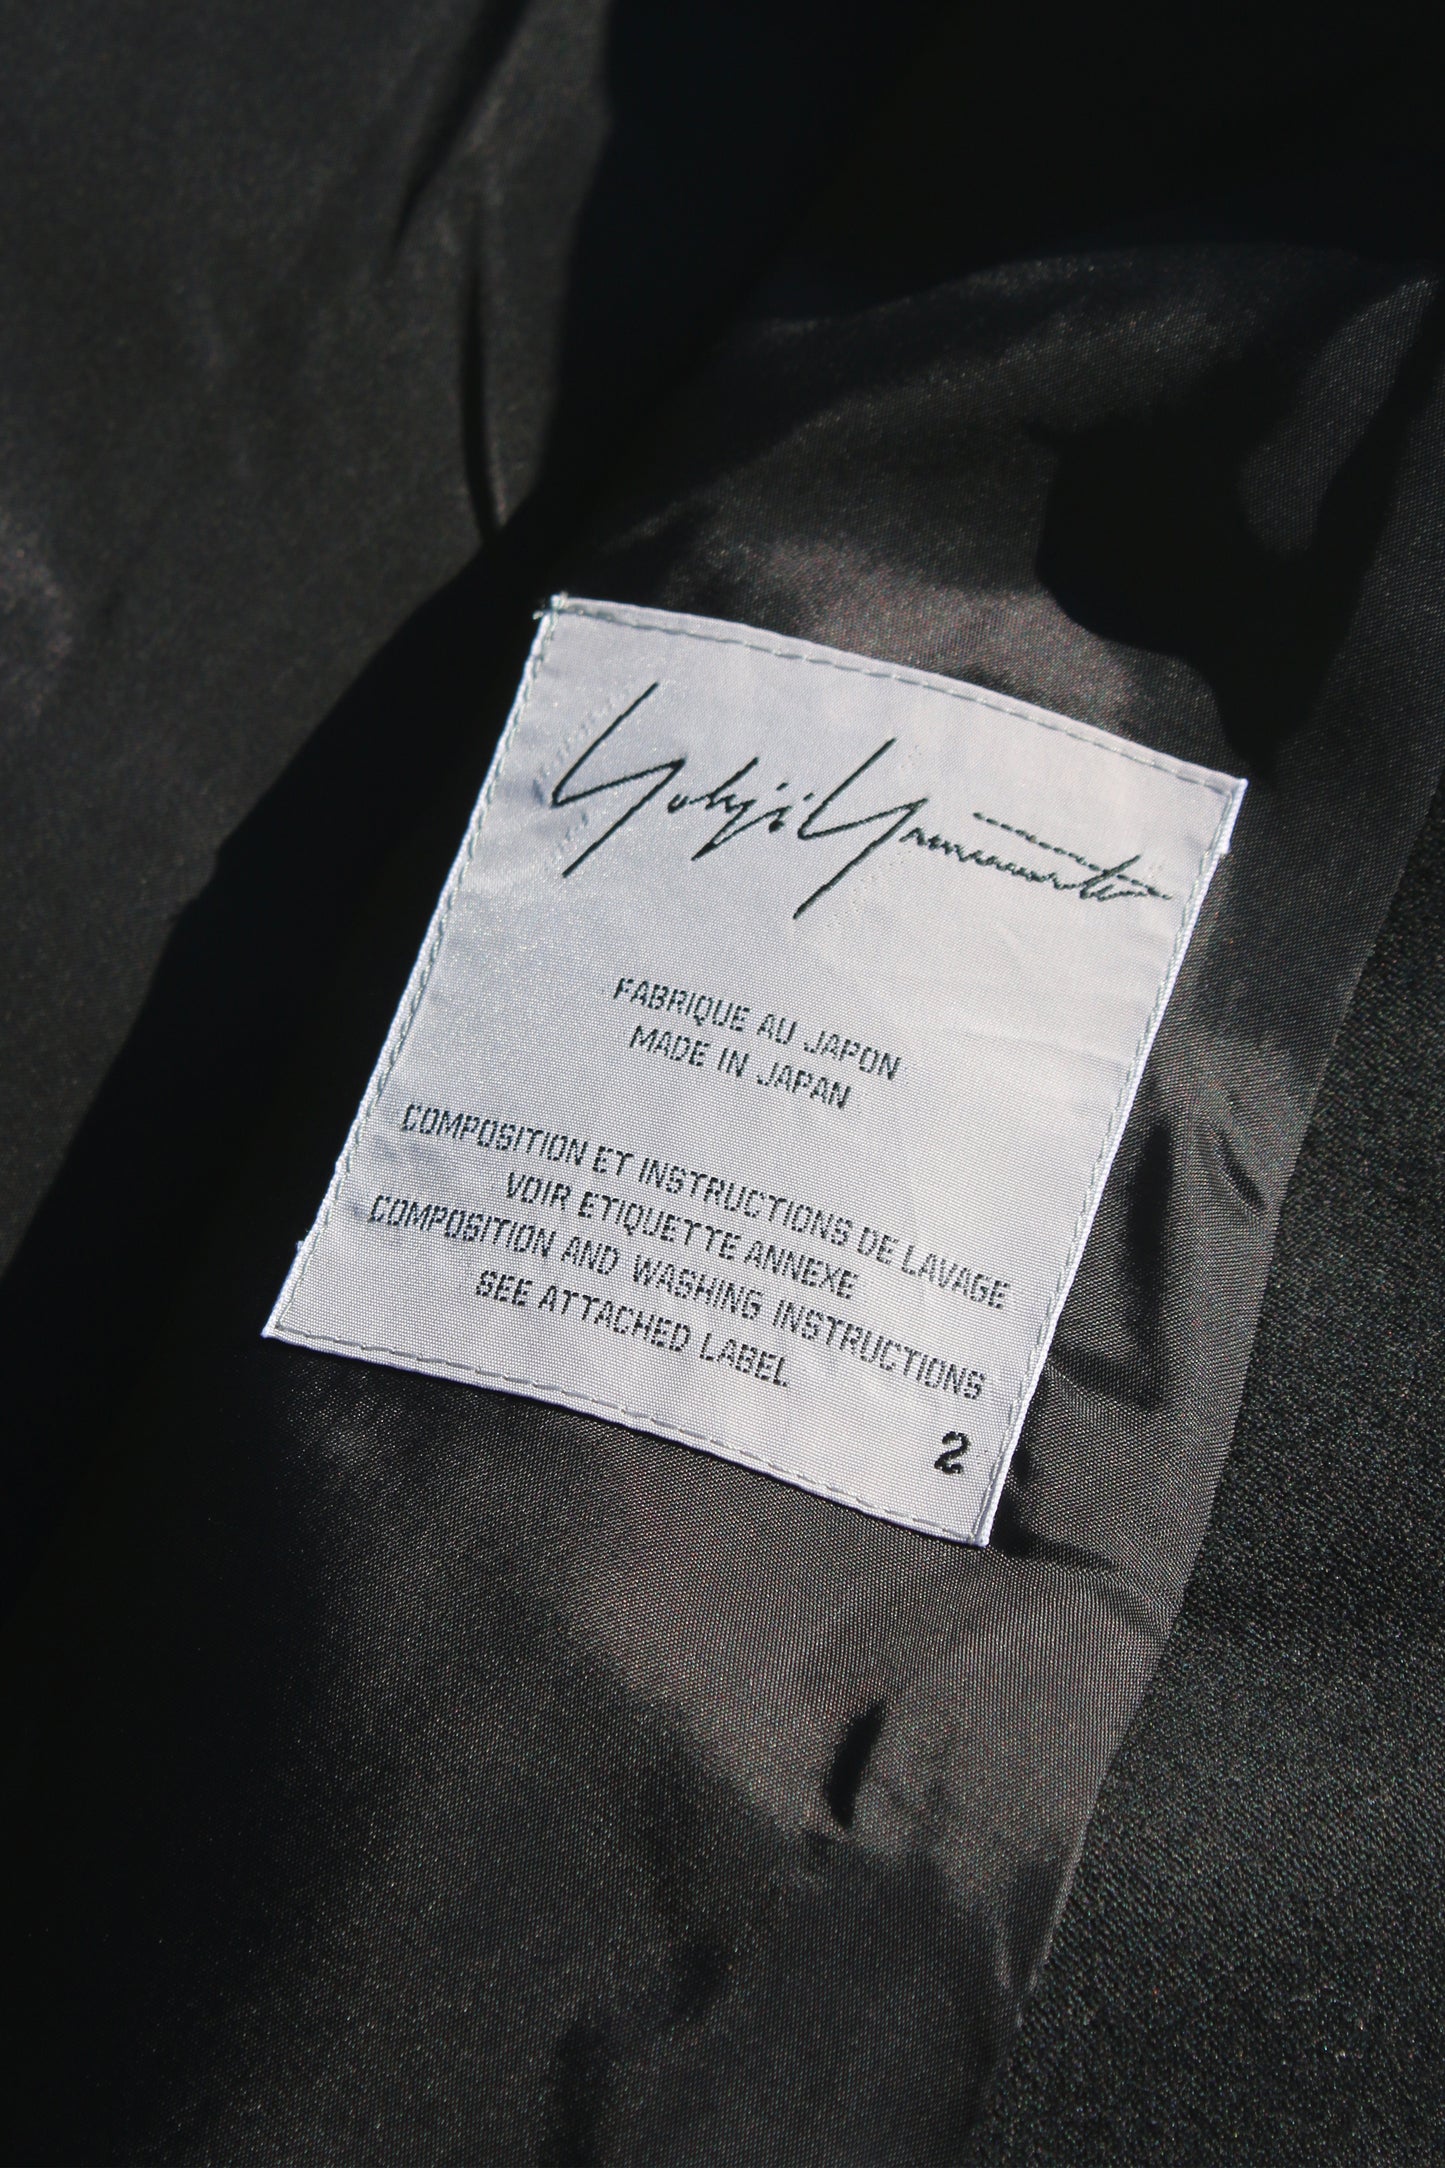 Yohji Yamamoto
FABRIQUE AU JAPON
MADE IN JAPAN
COMPOSITION ET INSTRUCTIONS DE LAVAGE
VOIR ETIQUETTE ANNEXE
COMPOSITION AND WASHING INSTRUCTIONS
SEE ATTACHED LABEL
2